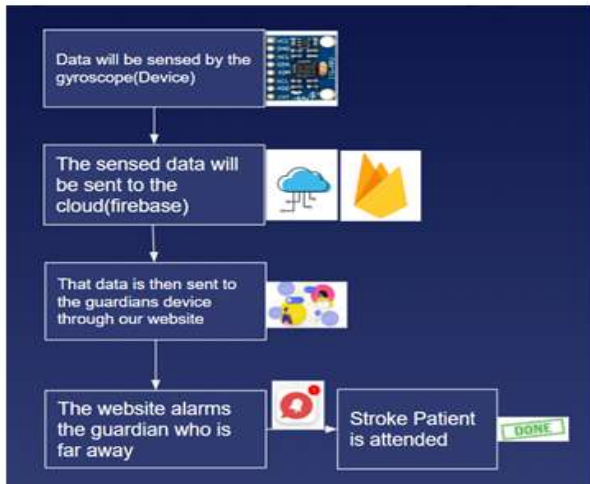 Data will be sensed by the
gyroscope(Device)
The sensed data will
be sent to the
cloud(firebase)
That data is then sent to
the guardians device
through our website
The website alarms
the guardian who is
far away
Stroke Patient
is attended
DONE